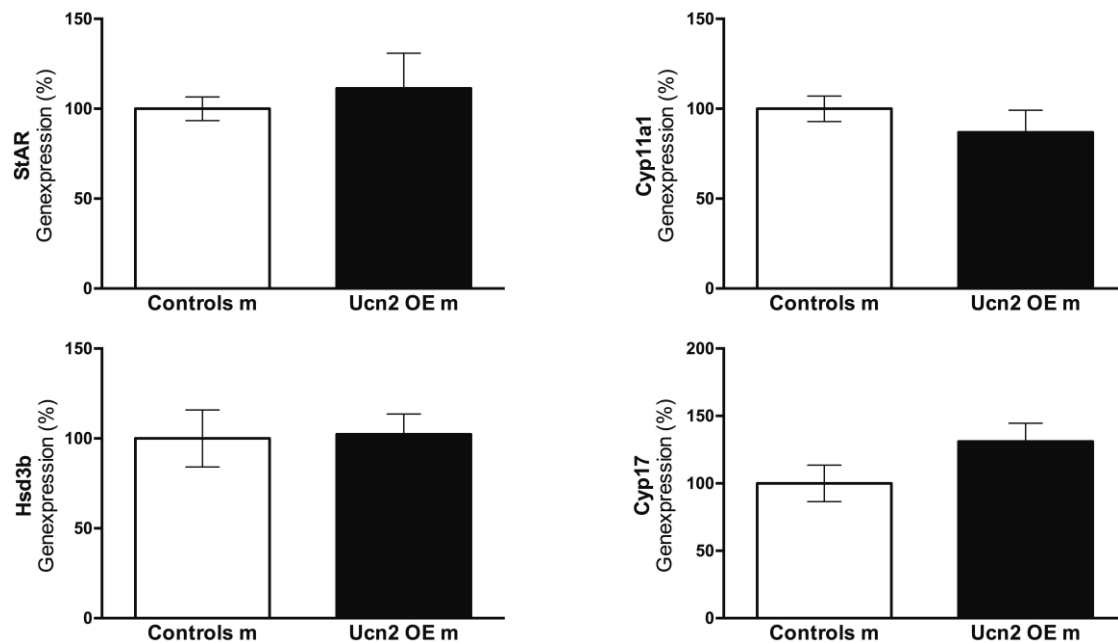 StAR
Genexpression (%)
150
100
50
0
Controls m
Ucn2 OE m
Cyp11a1
Genexpression (%)
150
100
50
0
Controls m
Ucn2 OE m
Hsd3b
Genexpression (%)
150
100
50
0
Controls m
Ucn2 OE m
Cyp17
Genexpression (%)
200
150
100
50
0
Controls m
Ucn2 OE m